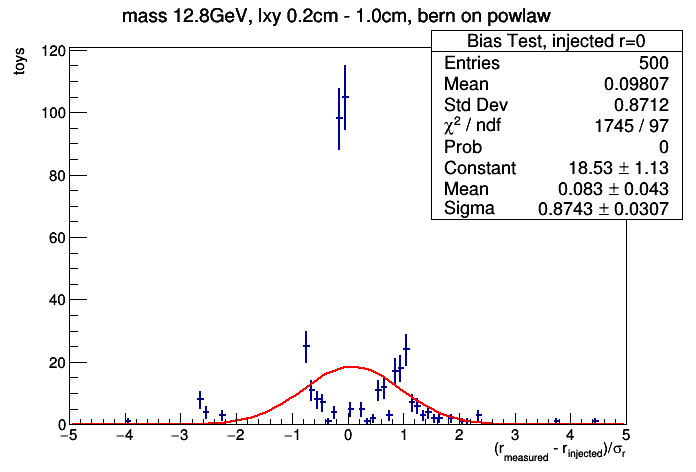 mass 12.8GeV, lxy 0.2cm - 1.0cm, bern on powlaw
Bias Test, injected r=0
Entries 500
Mean 0.09807
Std Dev 0.8712
χ² / ndf 1745 / 97
Prob 0
Constant 18.53 ± 1.13
Mean 0.083 ± 0.043
Sigma 0.8743 ± 0.0307
toys
120
100
80
60
40
20
0
−5 −4 −3 −2 −1 0 1 2 3 4 5
(r_measured - r_injected)/σ_r